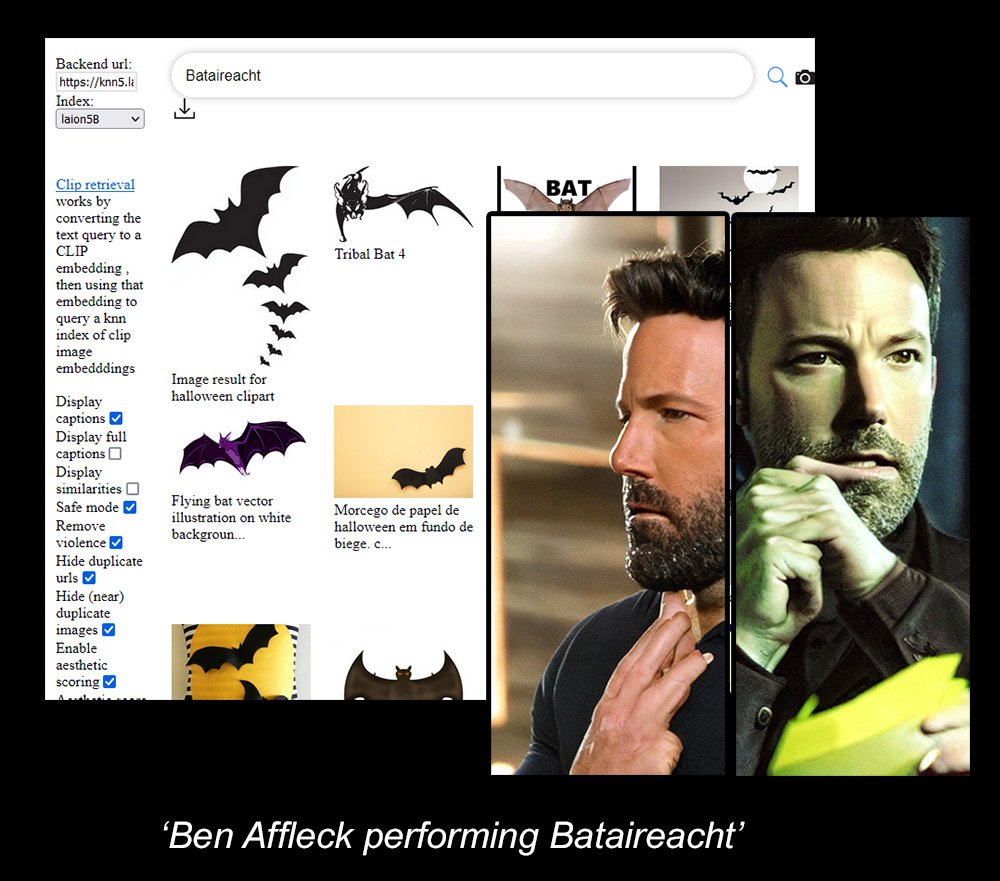 Backend url:
https://knn5.la
Index:
laion5B
Bataireacht
Clip retrieval
works by
converting the
text query to a
CLIP
embedding ,
then using that
embedding to
query a knn
index of clip
image
embedddings
Display
captions
Display full
captions
Display
similarities
Safe mode
Remove
violence
Hide duplicate
urls
Hide (near)
duplicate
images
Enable
aesthetic
scoring
Image result for
halloween clipart
Tribal Bat 4
BAT
Flying bat vector
illustration on white
backgroun...
Morcego de papel de
halloween em fundo de
biege. c...
‘Ben Affleck performing Bataireacht’